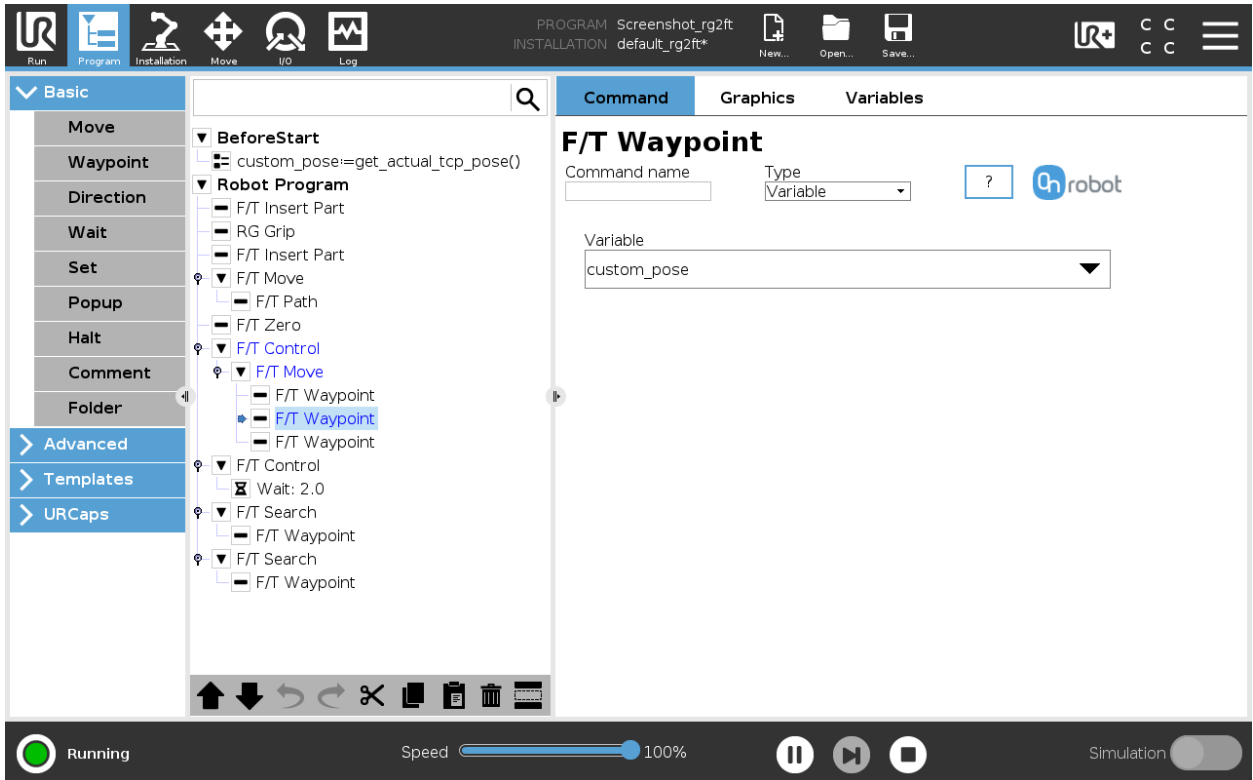 PROGRAM Screenshot_rg2ft
INSTALLATION default_rg2ft*
UR
UR+
C C
C C
Run Program Installation Move I/O Log New... Open... Save...
Basic
Move
Waypoint
Direction
Wait
Set
Popup
Halt
Comment
Folder
Advanced
Templates
URCaps
BeforeStart
custom_pose:=get_actual_tcp_pose()
Robot Program
F/T Insert Part
RG Grip
F/T Insert Part
F/T Move
F/T Path
F/T Zero
F/T Control
F/T Move
F/T Waypoint
F/T Waypoint
F/T Waypoint
F/T Control
Wait: 2.0
F/T Search
F/T Waypoint
F/T Search
F/T Waypoint
Command Graphics Variables
F/T Waypoint
Command name Type
Variable
?
On robot
Variable
custom_pose
Running Speed 100% Simulation